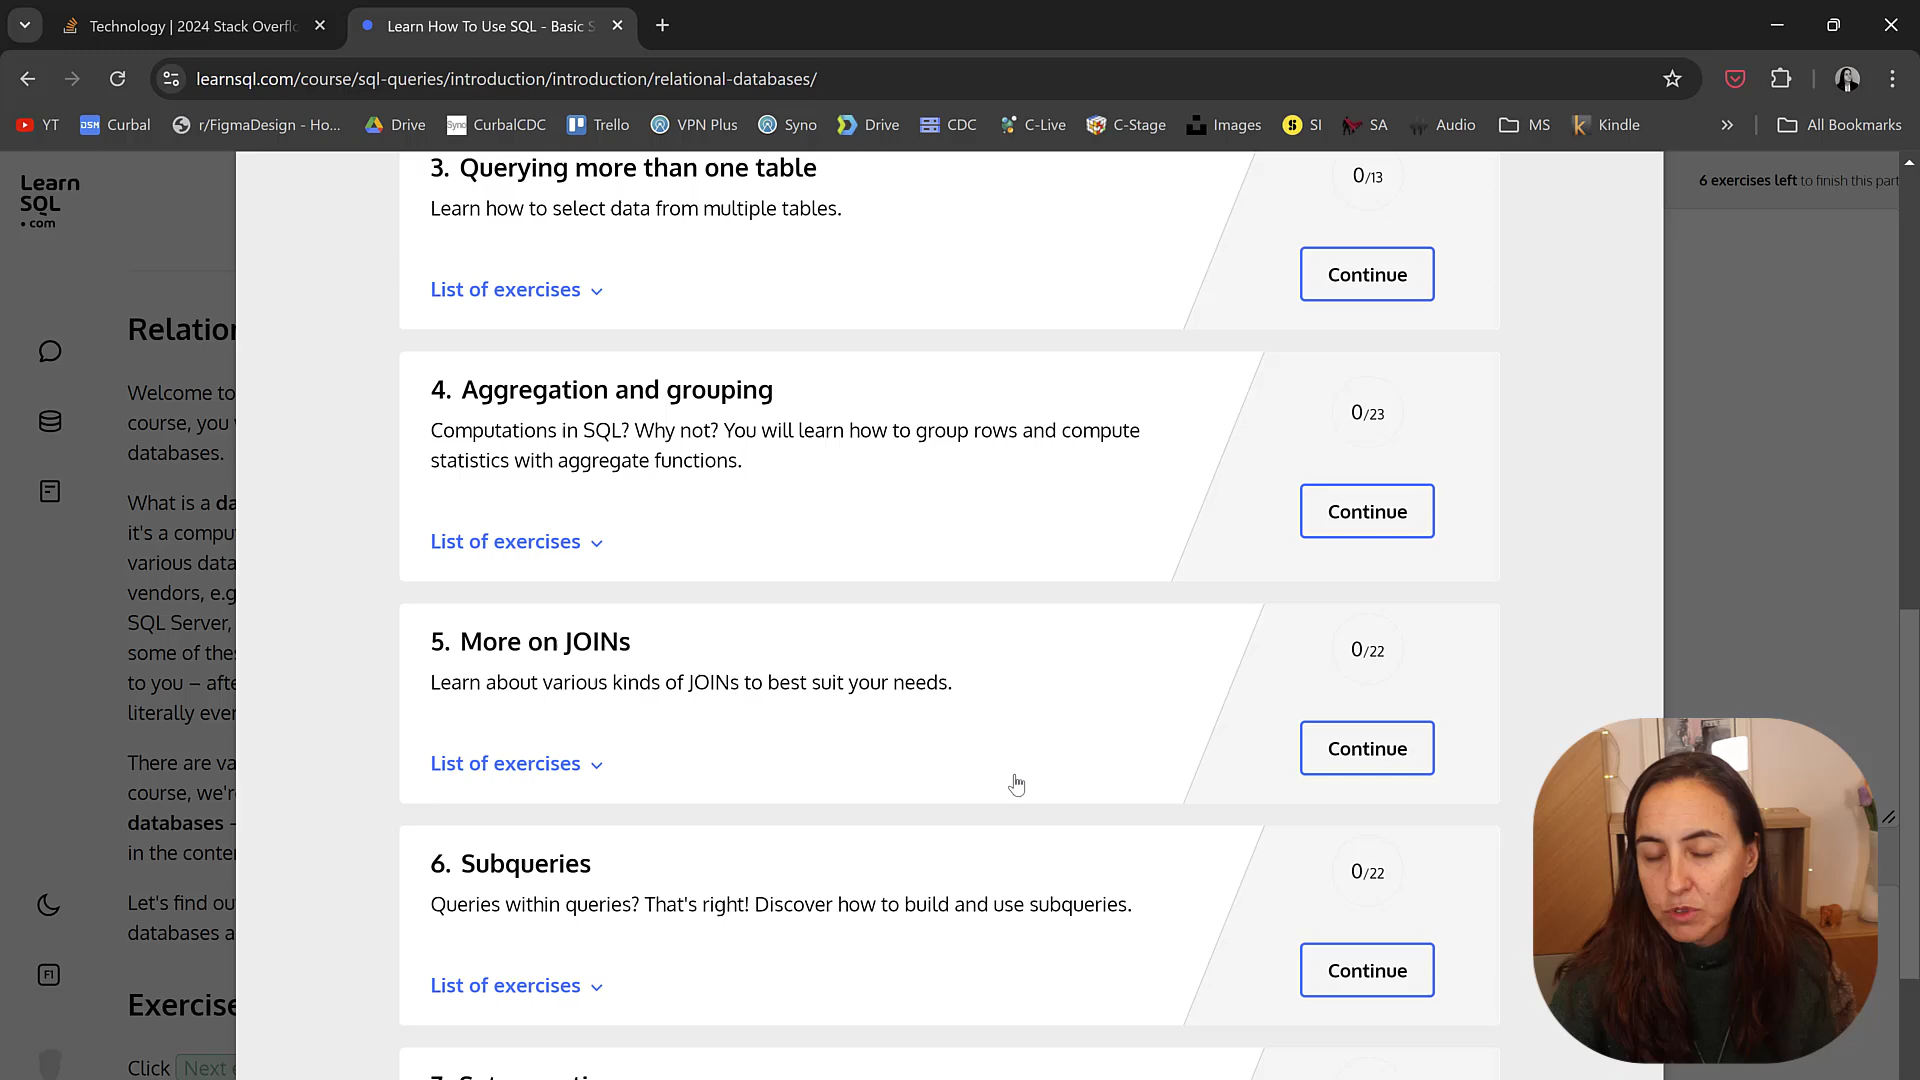 Technology | 2024 Stack Overflo
Learn How To Use SQL - Basic S
learnsql.com/course/sql-queries/introduction/introduction/relational-databases/
YT
DSM Curbal
r/FigmaDesign - Ho...
Drive
Syno CurbalCDC
Trello
VPN Plus
Syno
Drive
CDC
C-Live
C-Stage
Images
SI
SA
Audio
MS
Kindle
All Bookmarks
Learn
SQL
• com
6 exercises left to finish this part
3. Querying more than one table
0/13
Learn how to select data from multiple tables.
Continue
List of exercises
4. Aggregation and grouping
0/23
Computations in SQL? Why not? You will learn how to group rows and compute
statistics with aggregate functions.
Continue
List of exercises
5. More on JOINs
0/22
Learn about various kinds of JOINs to best suit your needs.
Continue
List of exercises
6. Subqueries
0/22
Queries within queries? That's right! Discover how to build and use subqueries.
Continue
List of exercises
Relation
Welcome to
course, you
databases.
What is a da
it's a compu
various data
vendors, e.g
SQL Server,
some of thes
to you – afte
literally ever
There are va
course, we'r
databases –
in the conter
Let's find ou
databases a
F1
Exercise
Click Next e